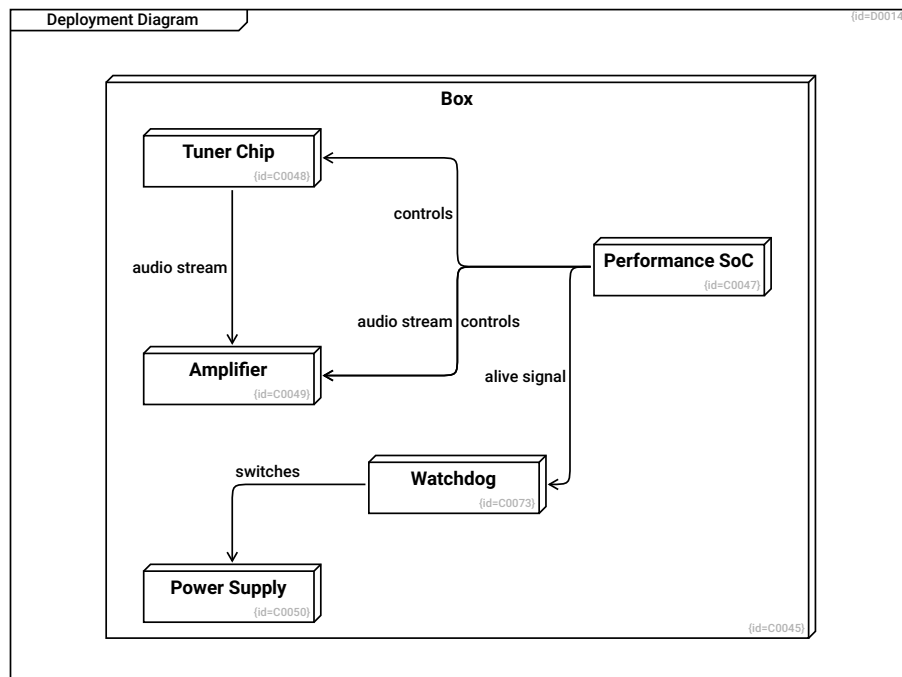 Deployment Diagram
{id=D0014
Box
Tuner Chip
{id=C0048}
controls
Performance SoC
{id=C0047}
audio stream
audio stream
controls
Amplifier
{id=C0049}
alive signal
switches
Watchdog
{id=C0073}
Power Supply
{id=C0050}
{id=C0045}